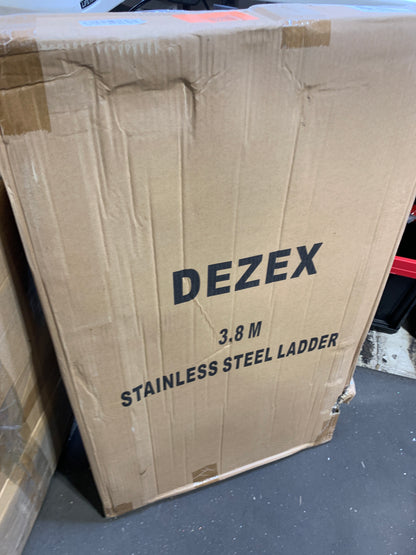 DEZEX
3.8 M
STAINLESS STEEL LADDER